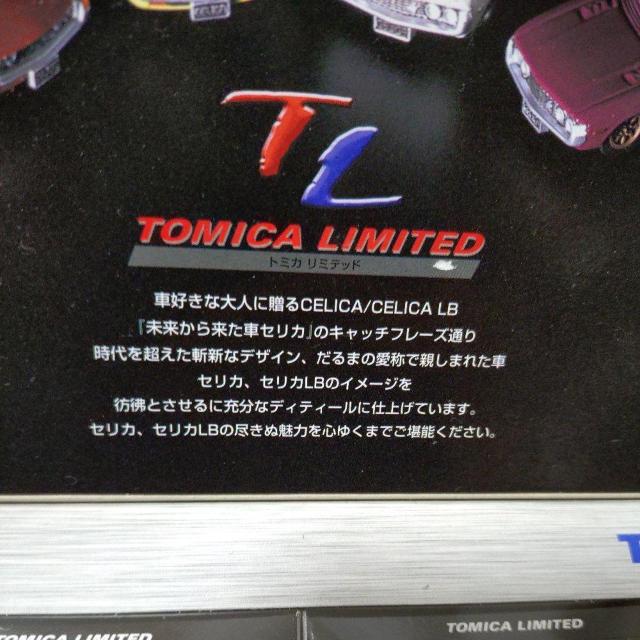 TL
TOMICA LIMITED
トミカ リミテッド
車好きな大人に贈るCELICA/CELICA LB
『未来から来た車セリカ』のキャッチフレーズ通り
時代を超えた斬新なデザイン、だるまの愛称で親しまれた車
セリカ、セリカLBのイメージを
彷彿とさせるに充分なディティールに仕上げています。
セリカ、セリカLBの尽きぬ魅力を心ゆくまでご堪能ください。
T
TOMICA LIMITED
TOMICA LIMITED